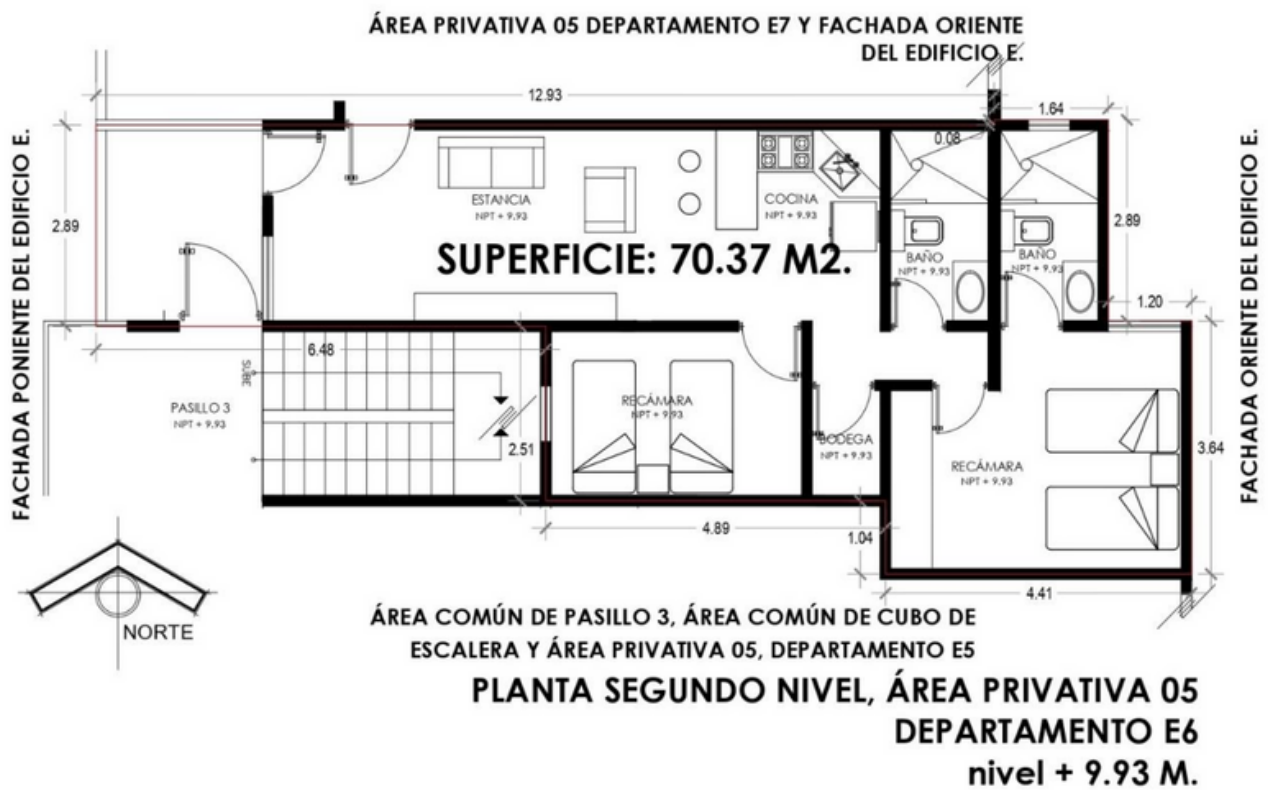 ÁREA PRIVATIVA 05 DEPARTAMENTO E7 Y FACHADA ORIENTE
DEL EDIFICIO E.
12.93
1.64
0.08
FACHADA PONIENTE DEL EDIFICIO E.
2.89
ESTANCIA
NPT + 9.93
COCINA
NPT + 9.93
2.89
FACHADA ORIENTE DEL EDIFICIO E.
SUPERFICIE: 70.37 M2.
BAÑO
NPT + 9.93
BAÑO
NPT + 9.93
1.20
6.48
SUBE
PASILLO 3
NPT + 9.93
2.51
RECÁMARA
NPT + 9.93
BODEGA
NPT + 9.93
RECÁMARA
NPT + 9.93
3.64
4.89
1.04
4.41
NORTE
ÁREA COMÚN DE PASILLO 3, ÁREA COMÚN DE CUBO DE
ESCALERA Y ÁREA PRIVATIVA 05, DEPARTAMENTO E5
PLANTA SEGUNDO NIVEL, ÁREA PRIVATIVA 05
DEPARTAMENTO E6
nivel + 9.93 M.